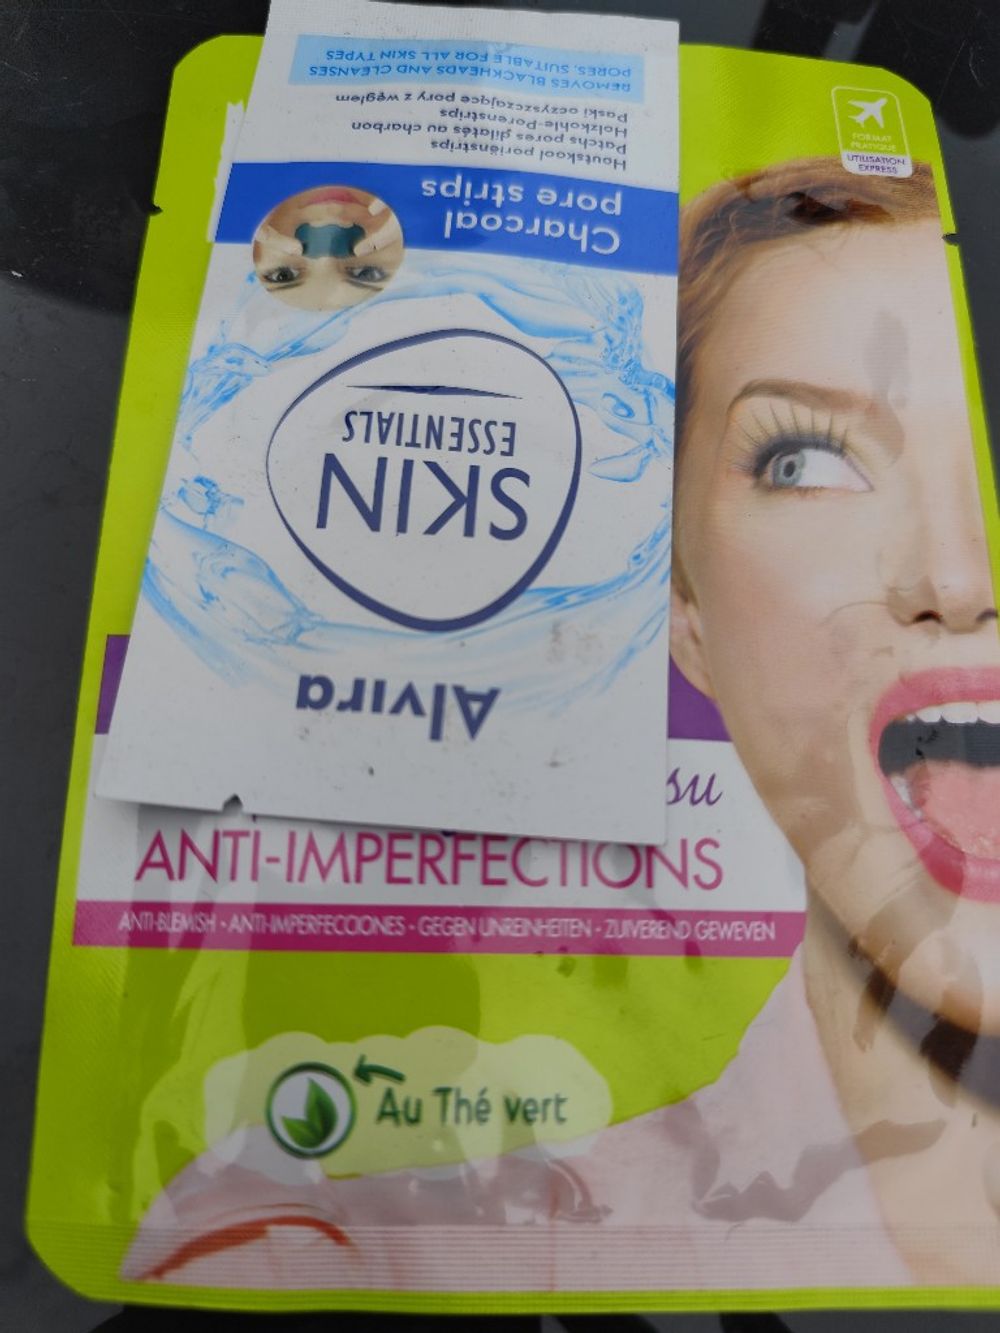 Alvira
SKIN
ESSENTIALS
Charcoal
pore strips
Houtskool poriënstrips
Patchs pores dilatés au charbon
Holzkohle-Porenstrips
Paski oczyszczające pory z węglem
REMOVES BLACKHEADS AND CLEANSES
PORES. SUITABLE FOR ALL SKIN TYPES
FORMAT
PRATIQUE
UTILISATION
EXPRESS
ANTI-IMPERFECTIONS
ANTI-BLEMISH - ANTI-IMPERFECCIONES - GEGEN UNREINHEITEN - ZUIVEREND GEWEVEN
Au Thé vert